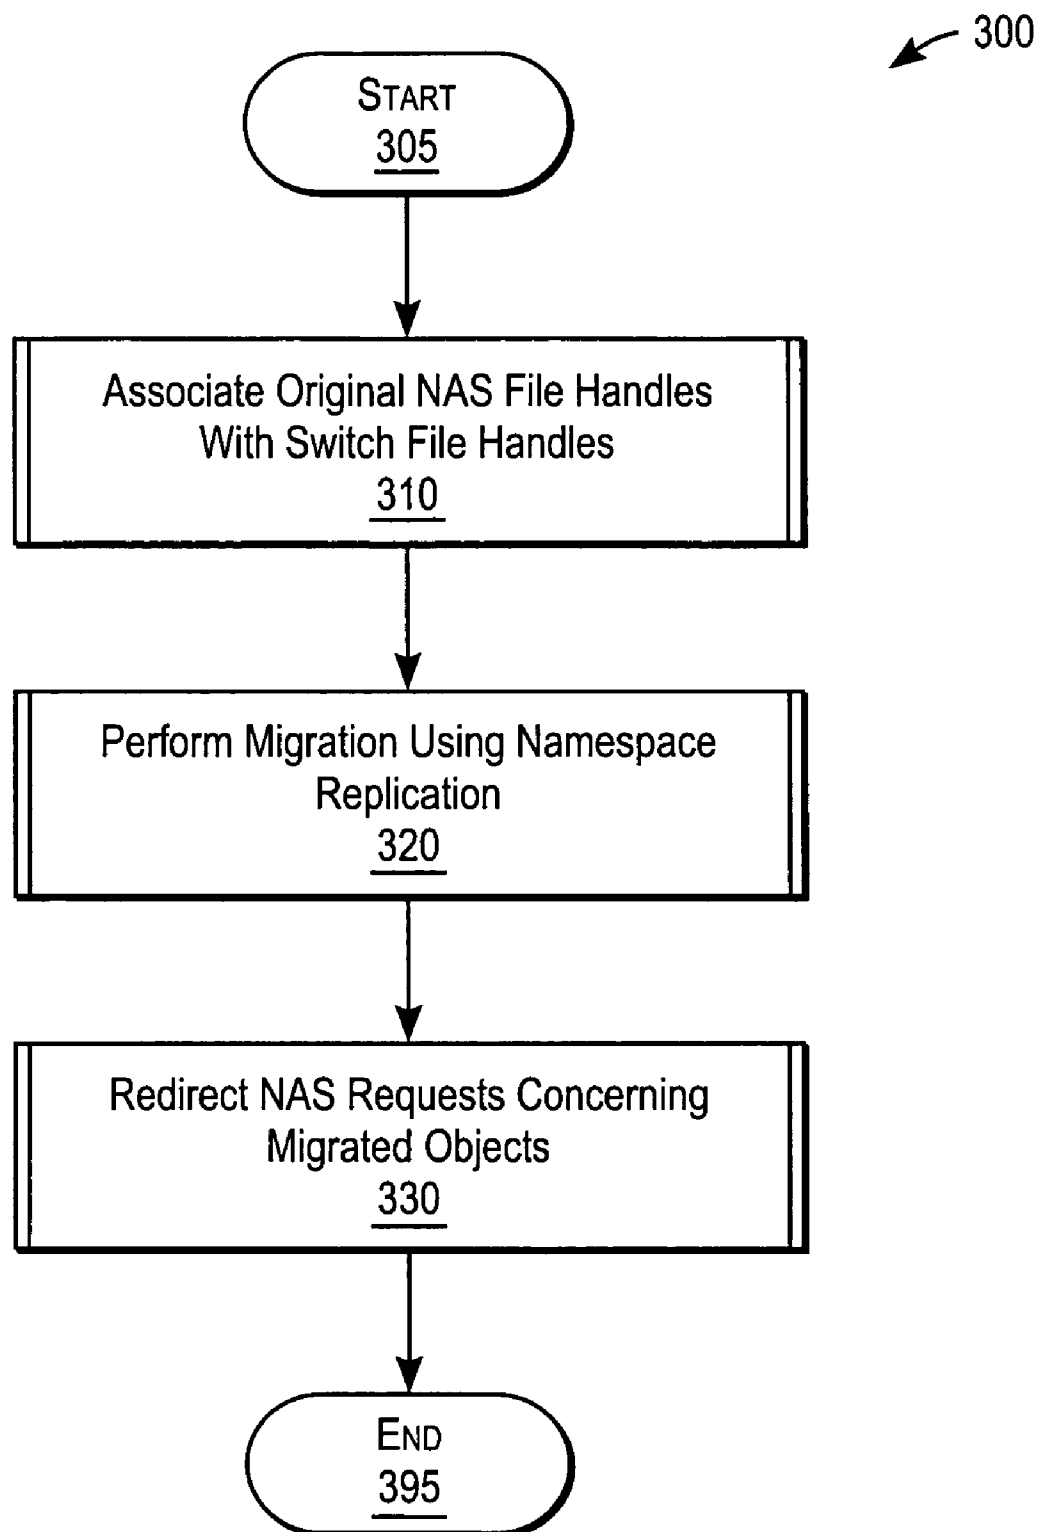 300
START
305
Associate Original NAS File Handles
With Switch File Handles
310
Perform Migration Using Namespace
Replication
320
Redirect NAS Requests Concerning
Migrated Objects
330
END
395